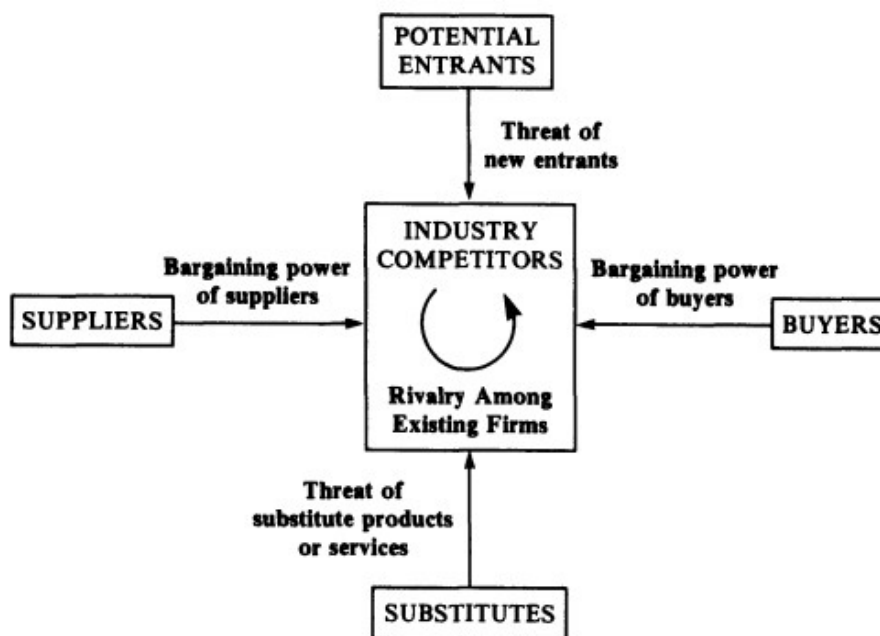 POTENTIAL
ENTRANTS
Threat of
new entrants
INDUSTRY
COMPETITORS
Bargaining power
of suppliers
Bargaining power
of buyers
SUPPLIERS
BUYERS
Rivalry Among
Existing Firms
Threat of
substitute products
or services
SUBSTITUTES